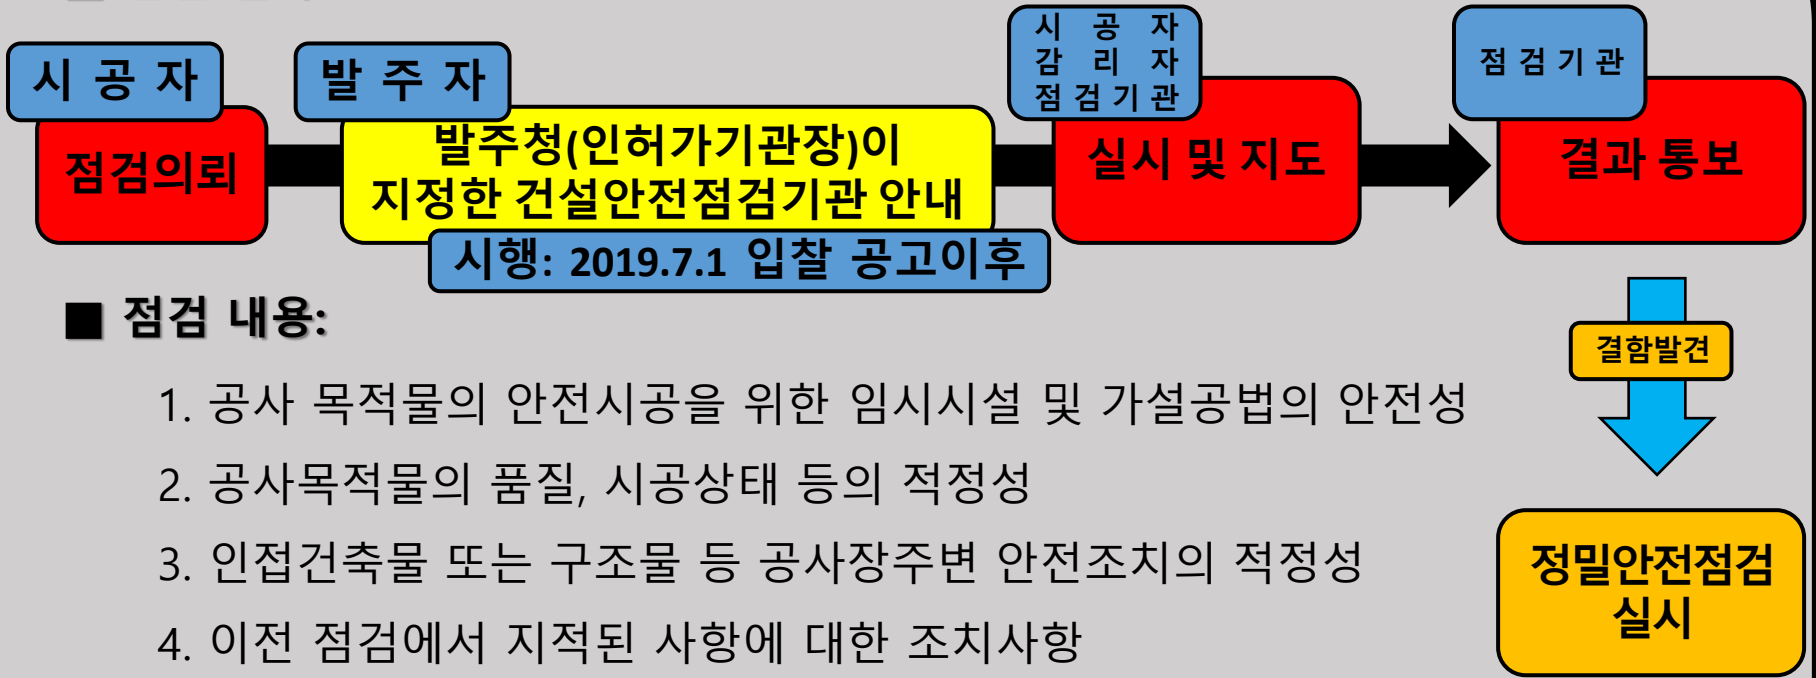 시 공 자
점검의뢰
발 주 자
발주청(인허가기관장)이
지정한 건설안전점검기관 안내
시행: 2019.7.1 입찰 공고이후
시 공 자
감 리 자
점 검 기 관
실시 및 지도
점 검 기 관
결과 통보
■ 점검 내용:
1. 공사 목적물의 안전시공을 위한 임시시설 및 가설공법의 안전성
2. 공사목적물의 품질, 시공상태 등의 적정성
3. 인접건축물 또는 구조물 등 공사장주변 안전조치의 적정성
4. 이전 점검에서 지적된 사항에 대한 조치사항
결함발견
정밀안전점검
실시